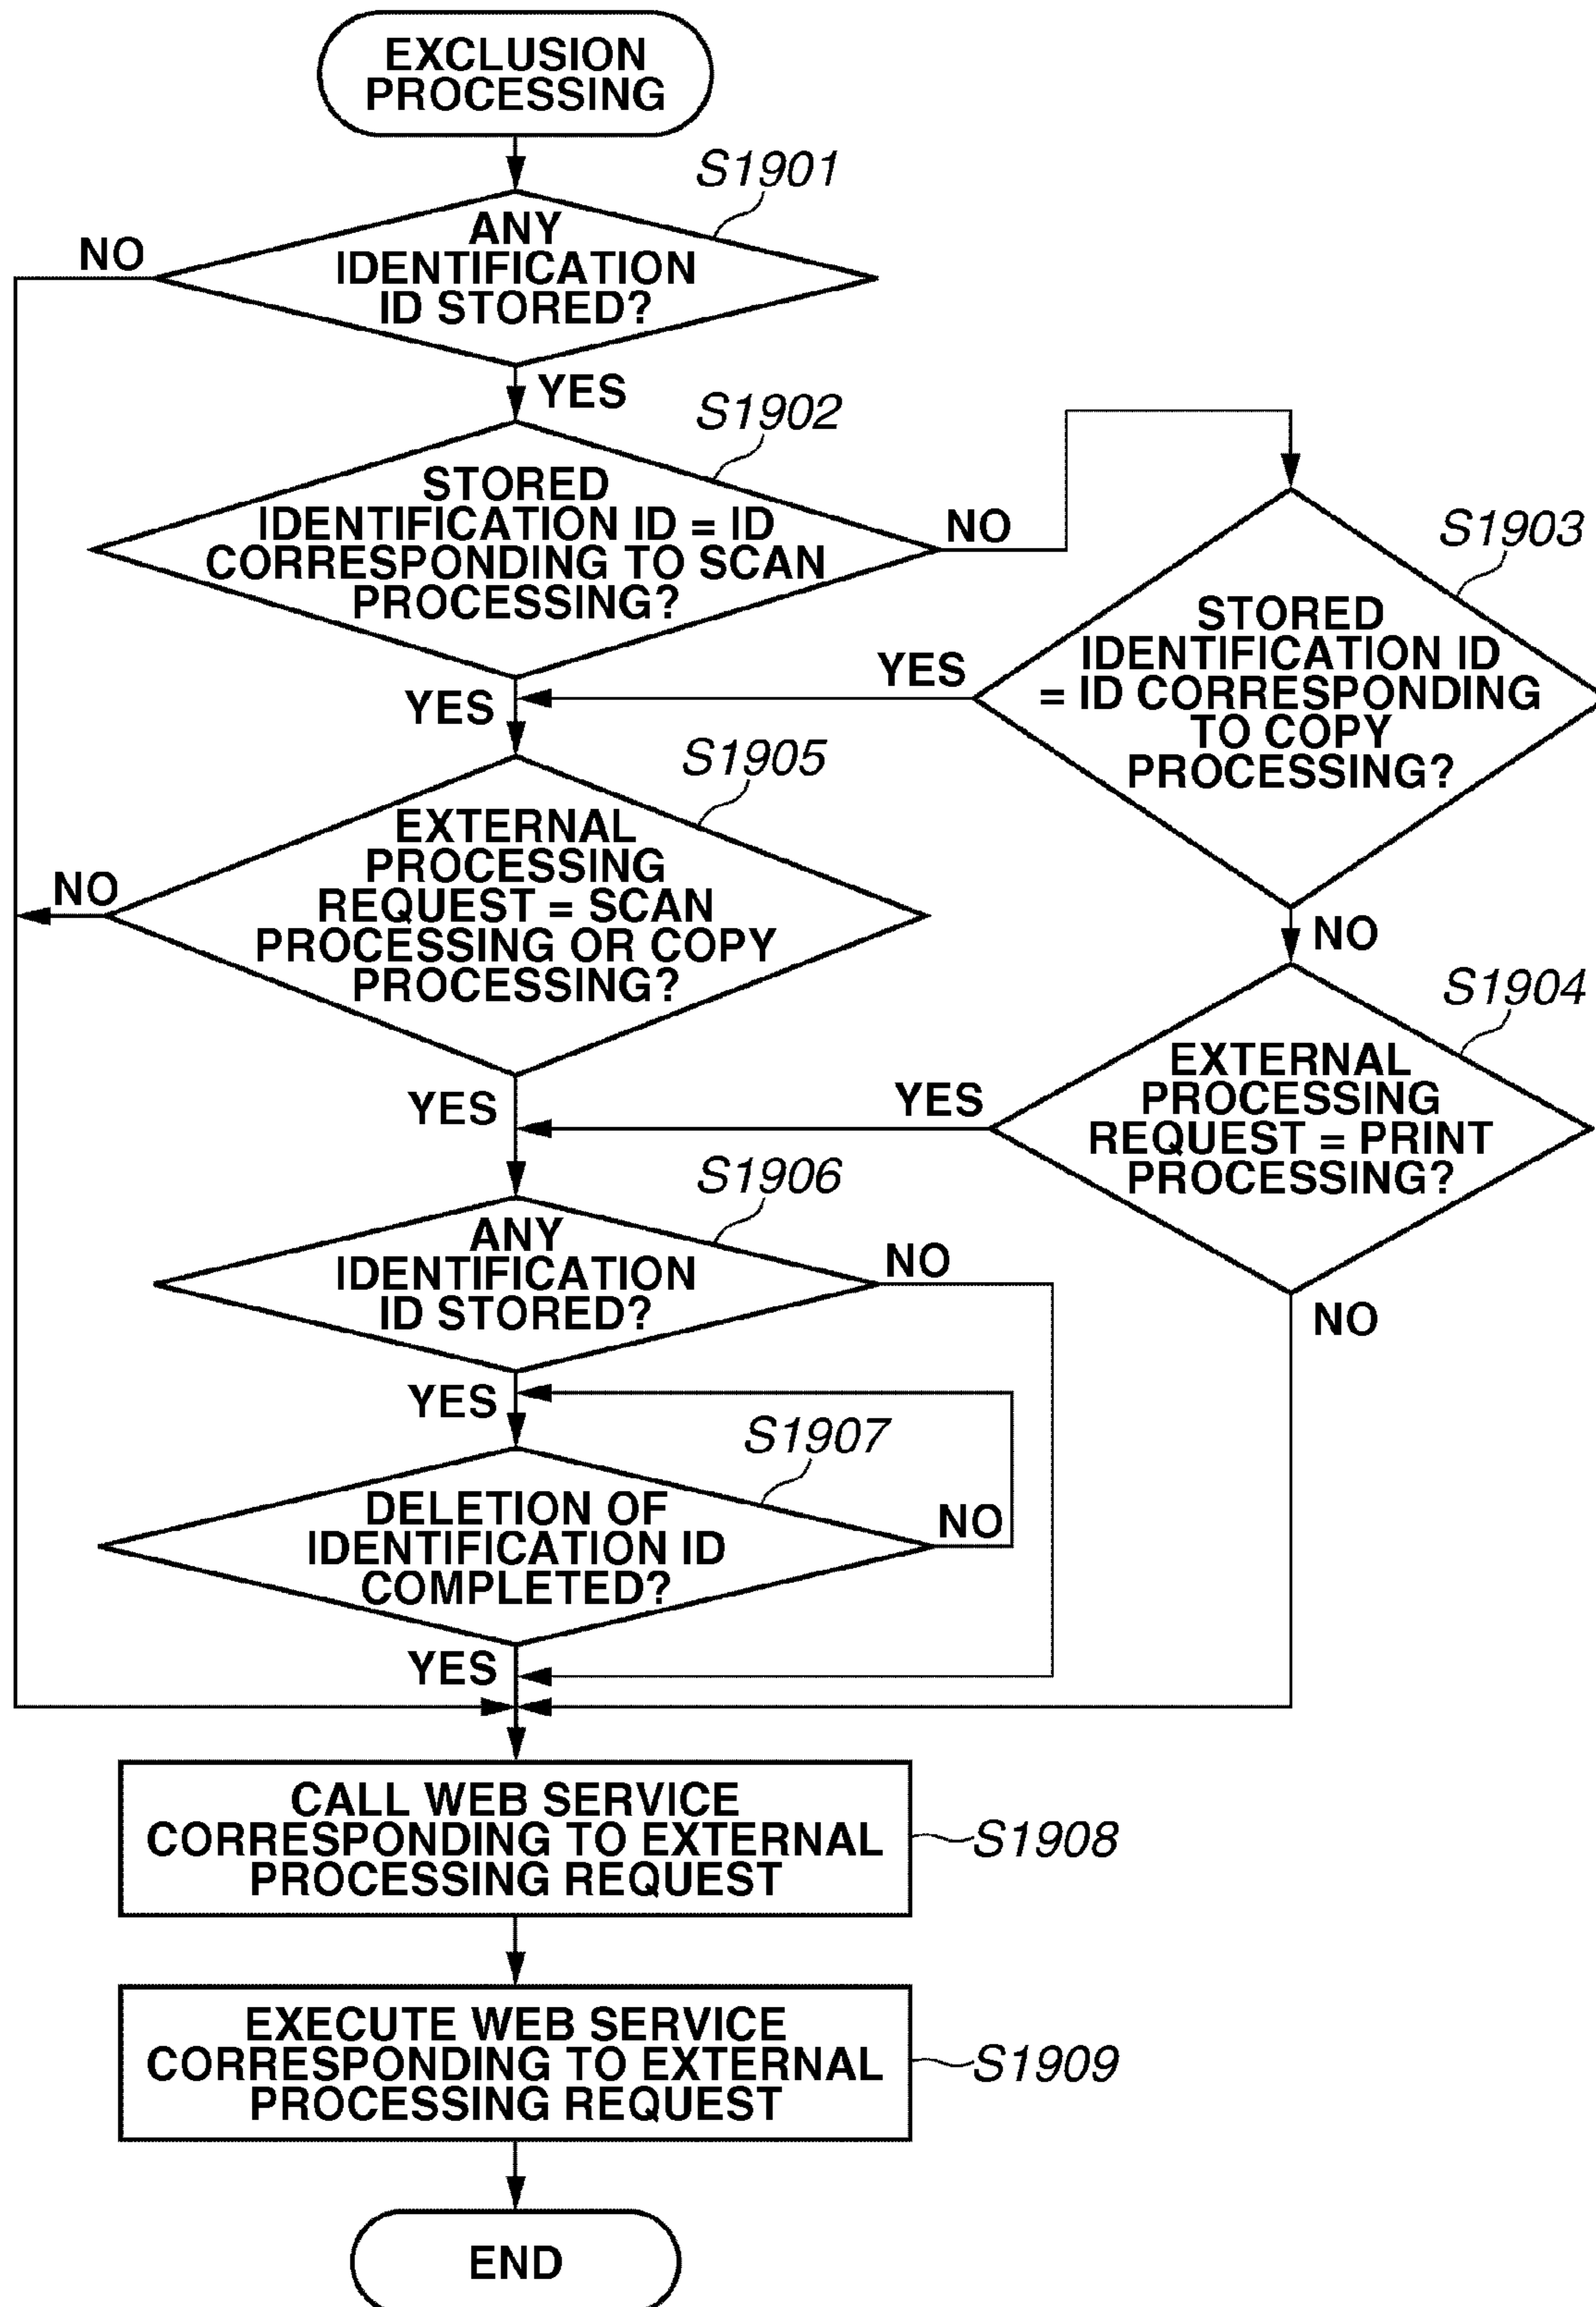 EXCLUSION
PROCESSING
S1901
ANY
IDENTIFICATION
ID STORED?
NO
YES
S1902
STORED
IDENTIFICATION ID = ID
CORRESPONDING TO SCAN
PROCESSING?
NO
S1903
STORED
IDENTIFICATION ID
= ID CORRESPONDING
TO COPY
PROCESSING?
YES
YES
NO
S1905
EXTERNAL
PROCESSING
REQUEST = SCAN
PROCESSING OR COPY
PROCESSING?
NO
YES
S1904
EXTERNAL
PROCESSING
REQUEST = PRINT
PROCESSING?
YES
NO
S1906
ANY
IDENTIFICATION
ID STORED?
NO
YES
S1907
DELETION OF
IDENTIFICATION ID
COMPLETED?
NO
YES
CALL WEB SERVICE
CORRESPONDING TO EXTERNAL
PROCESSING REQUEST
S1908
EXECUTE WEB SERVICE
CORRESPONDING TO EXTERNAL
PROCESSING REQUEST
S1909
END